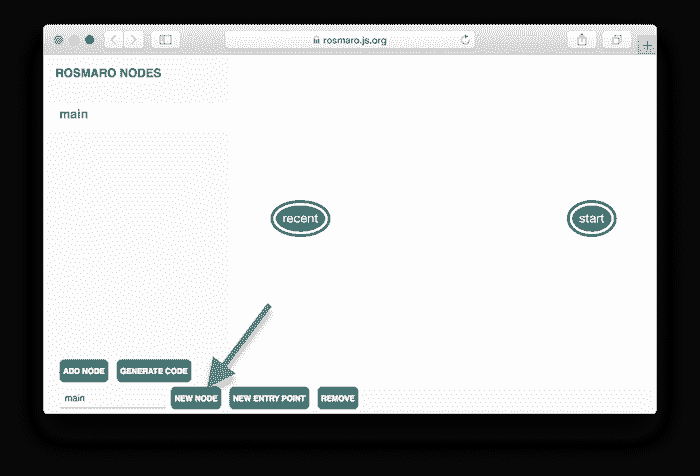 rosmaro.js.org
ROSMARO NODES
main
recent
start
ADD NODE
GENERATE CODE
main
NEW NODE
NEW ENTRY POINT
REMOVE